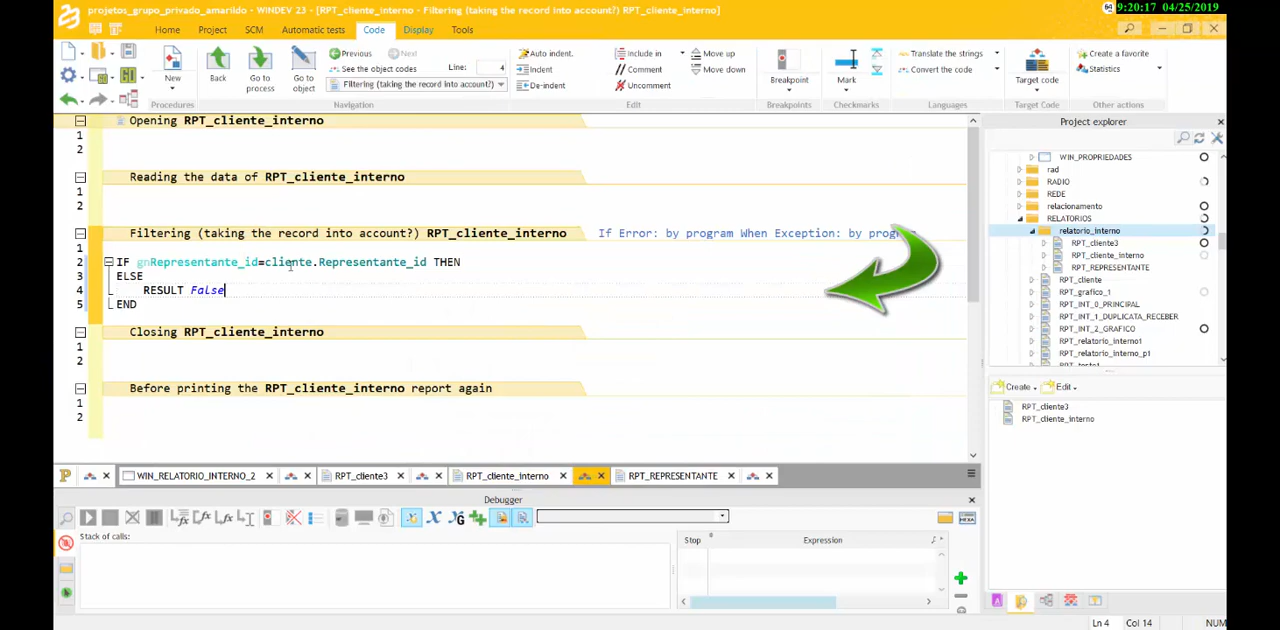 projetos_grupo_privado_amarildo - WINDEV 23 - [RPT_cliente_interno - Filtering (taking the record into account?) RPT_cliente_interno]
64
9:20:17 04/25/2019
Home Project SCM Automatic tests Code Display Tools
Previous Next
See the object codes
Line: 4
Filtering (taking the record into account?)
New Back Go to process Go to object
Auto indent.
Indent
De-indent
Include in
Comment
Uncomment
Move up
Move down
Breakpoint
Mark
Translate the strings
Convert the code
Target code
Create a favorite
Statistics
Procedures Navigation Edit Breakpoints Checkmarks Languages Target Code Other actions
Opening RPT_cliente_interno
1
2
Reading the data of RPT_cliente_interno
1
2
Filtering (taking the record into account?) RPT_cliente_interno If Error: by program When Exception: by program
1
2 IF gnRepresentante_id=cliente.Representante_id THEN
3 ELSE
4 RESULT False
5 END
Closing RPT_cliente_interno
1
2
Before printing the RPT_cliente_interno report again
1
2
Project explorer
WIN_PROPRIEDADES
rad
RADIO
REDE
relacionamento
RELATORIOS
relatorio_interno
RPT_cliente3
RPT_cliente_interno
RPT_REPRESENTANTE
RPT_cliente
RPT_grafico_1
RPT_INT_0_PRINCIPAL
RPT_INT_1_DUPLICATA_RECEBER
RPT_INT_2_GRAFICO
RPT_relatorio_interno1
RPT_relatorio_interno_p1
Create Edit
RPT_cliente3
RPT_cliente_interno
WIN_RELATORIO_INTERNO_2 RPT_cliente3 RPT_cliente_interno RPT_REPRESENTANTE
Debugger
Stack of calls:
Stop Expression
Ln 4 Col 14 NUM